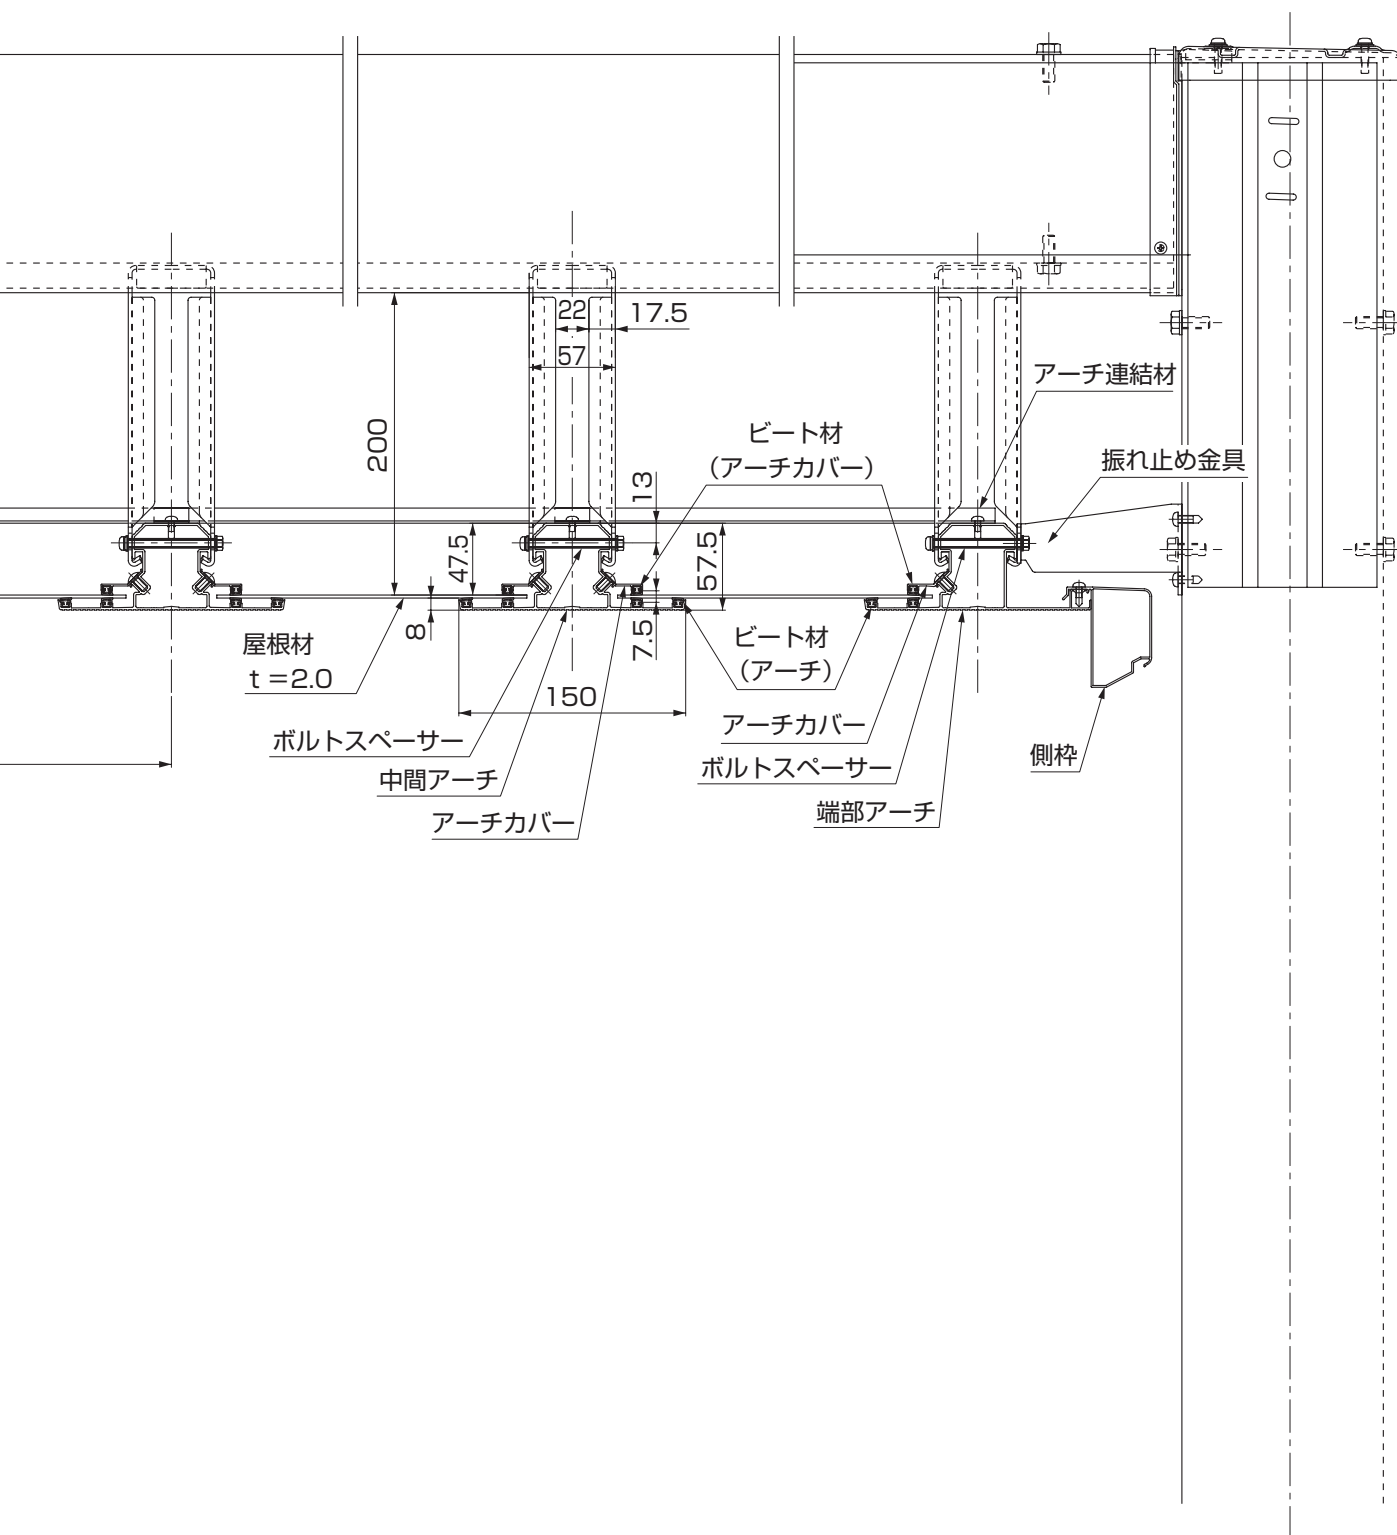 22
17.5
57
アーチ連結材
200
ビート材
(アーチカバー)
13
振れ止め金具
47.5
57.5
8
7.5
屋根材
t=2.0
ビート材
(アーチ)
150
アーチカバー
ボルトスペーサー
ボルトスペーサー
側枠
中間アーチ
端部アーチ
アーチカバー